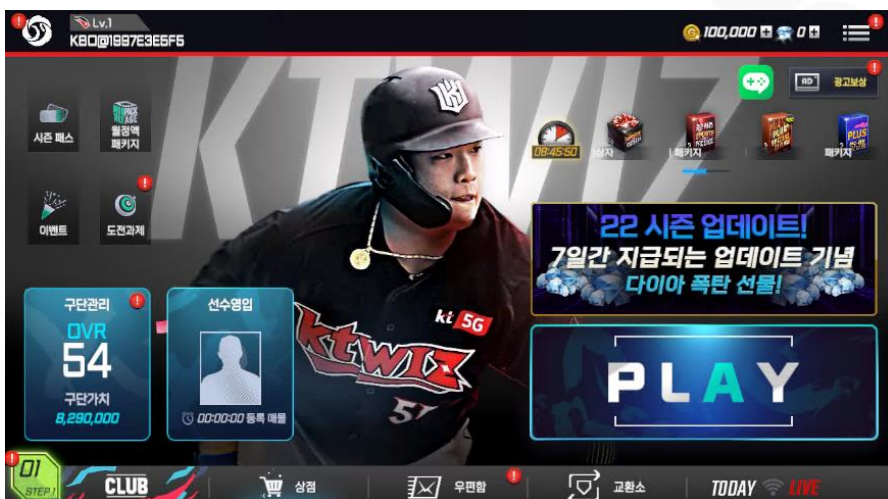 Lv.1
KBO@1997E3E5F5
100,000
0
AD 광고보상
시즌 패스
월정액
패키지
08:45:50
상자
패키지
PLUS
패키지
이벤트
도전과제
KTWIZ
22 시즌 업데이트!
7일간 지급되는 업데이트 기념
다이아 폭탄 선물!
구단관리
OVR
54
구단가치
8,290,000
선수영입
00:00:00 등록 매물
kt 5G
ktwiz
PLAY
01
STEP.1
CLUB
상점
우편함
교환소
TODAY
LIVE